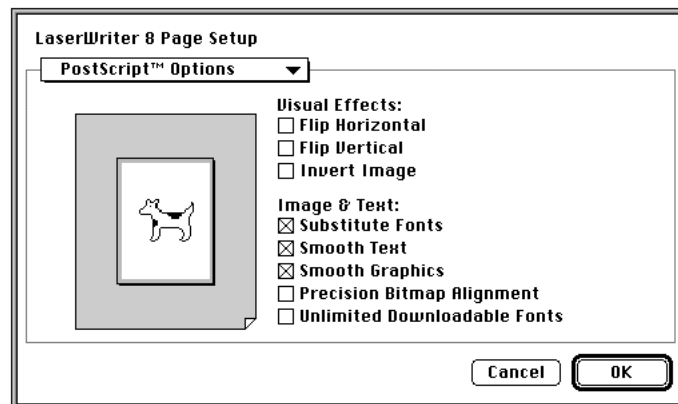 LaserWriter 8 Page Setup
PostScript™ Options
Visual Effects:
Flip Horizontal
Flip Vertical
Invert Image
Image & Text:
Substitute Fonts
Smooth Text
Smooth Graphics
Precision Bitmap Alignment
Unlimited Downloadable Fonts
Cancel
OK